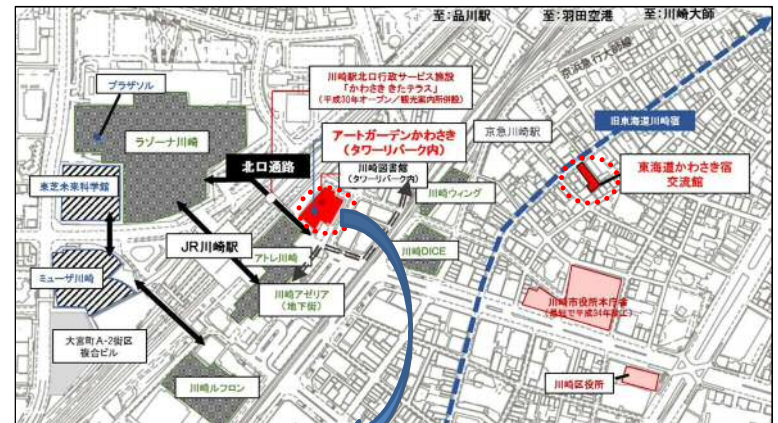 至:品川駅
至:羽田空港
至:川崎大師
京浜急行大師線
プラザソル
川崎駅北口行政サービス施設
「かわさき きたテラス」
(平成30年オープン/観光案内所併設)
ラゾーナ川崎
アートガーデンかわさき
(タワーリバーク内)
京急川崎駅
旧東海道川崎宿
北口通路
川崎図書館
(タワーリバーク内)
東海道かわさき宿
交流館
東芝未来科学館
川崎ウィング
JR川崎駅
アトレ川崎
川崎DICE
ミューザ川崎
川崎アゼリア
(地下街)
川崎市役所本庁舎
大宮町A-2街区
複合ビル
川崎ルフロン
川崎区役所